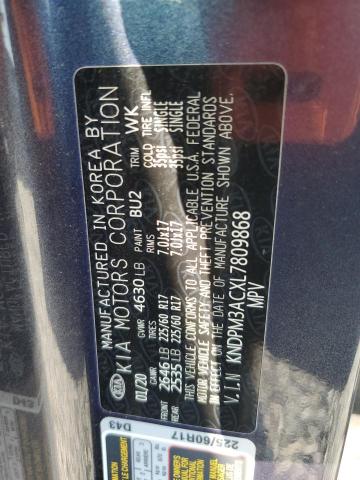 MANUFACTURED IN KOREA BY
KIA MOTORS CORPORATION
KIA
01/20 BU2 WK
GVWR 4630 LB PAINT TRIM
TIRES RIMS COLD TIRE INFL
2646 LB 225/60 R17 7.0JX17 35psi SINGLE
GAWR
REAR 2535 LB 225/60 R17 7.0JX17 35psi SINGLE
THIS VEHICLE CONFORMS TO ALL APPLICABLE U.S.A. FEDERAL
MOTOR VEHICLE SAFETY AND THEFT PREVENTION STANDARDS
IN EFFECT ON THE DATE OF MANUFACTURE SHOWN ABOVE.
V.I.N KNDPM3ACXL7809868
MPV
D43
225/60R17